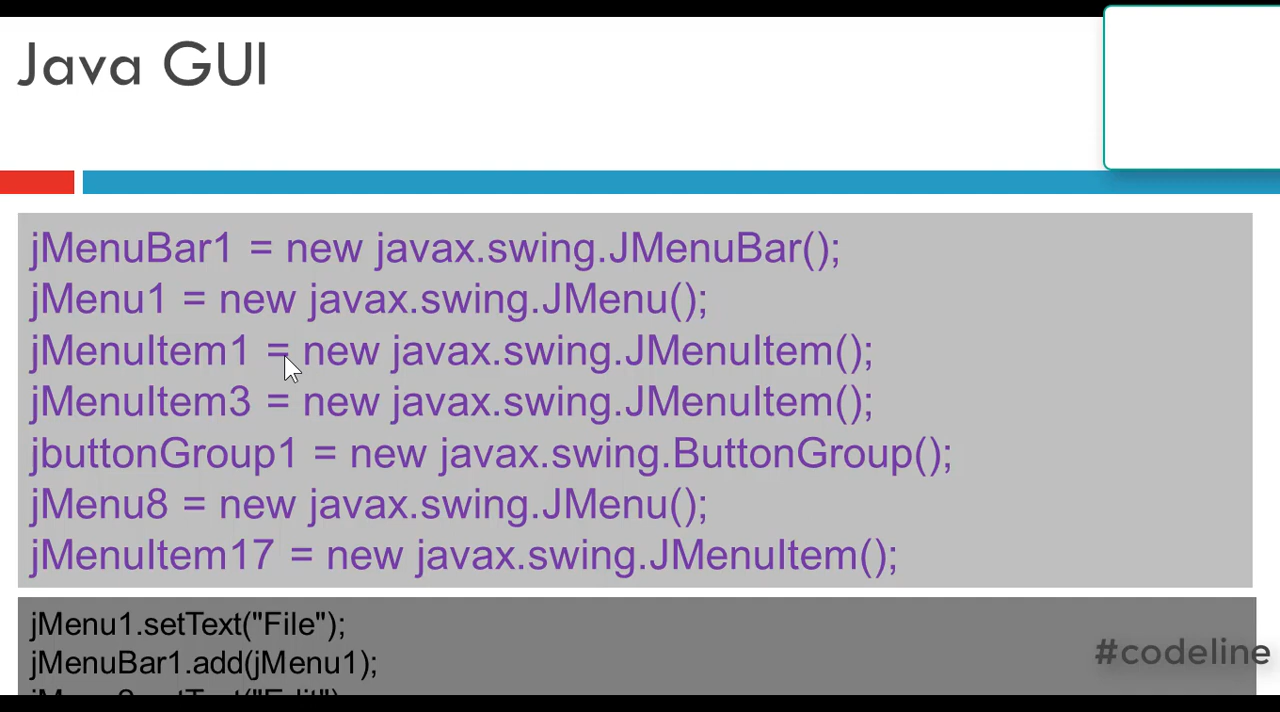 Java GUI
jMenuBar1 = new javax.swing.JMenuBar();
jMenu1 = new javax.swing.JMenu();
jMenuItem1 = new javax.swing.JMenuItem();
jMenuItem3 = new javax.swing.JMenuItem();
jbuttonGroup1 = new javax.swing.ButtonGroup();
jMenu8 = new javax.swing.JMenu();
jMenuItem17 = new javax.swing.JMenuItem();
jMenu1.setText("File");
jMenuBar1.add(jMenu1);
#codeline